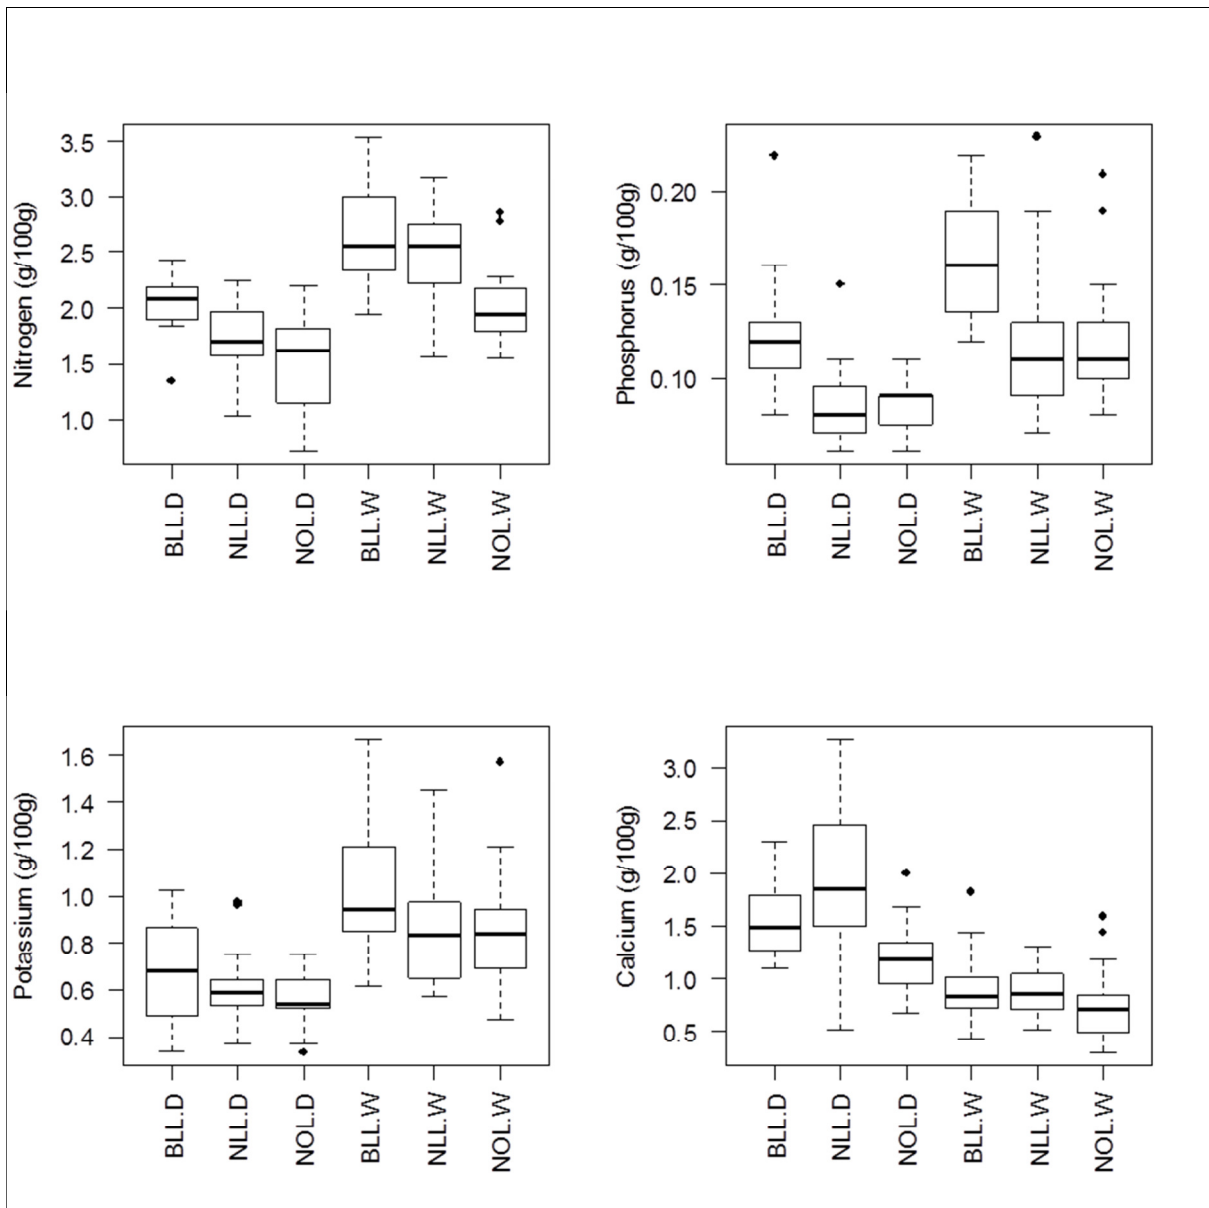 Nitrogen (g/100g)
3.5
3.0
2.5
2.0
1.5
1.0
BLL.D
NLL.D
NOL.D
BLL.W
NLL.W
NOL.W
Phosphorus (g/100g)
0.20
0.15
0.10
BLL.D
NLL.D
NOL.D
BLL.W
NLL.W
NOL.W
Potassium (g/100g)
1.6
1.4
1.2
1.0
0.8
0.6
0.4
BLL.D
NLL.D
NOL.D
BLL.W
NLL.W
NOL.W
Calcium (g/100g)
3.0
2.5
2.0
1.5
1.0
0.5
BLL.D
NLL.D
NOL.D
BLL.W
NLL.W
NOL.W